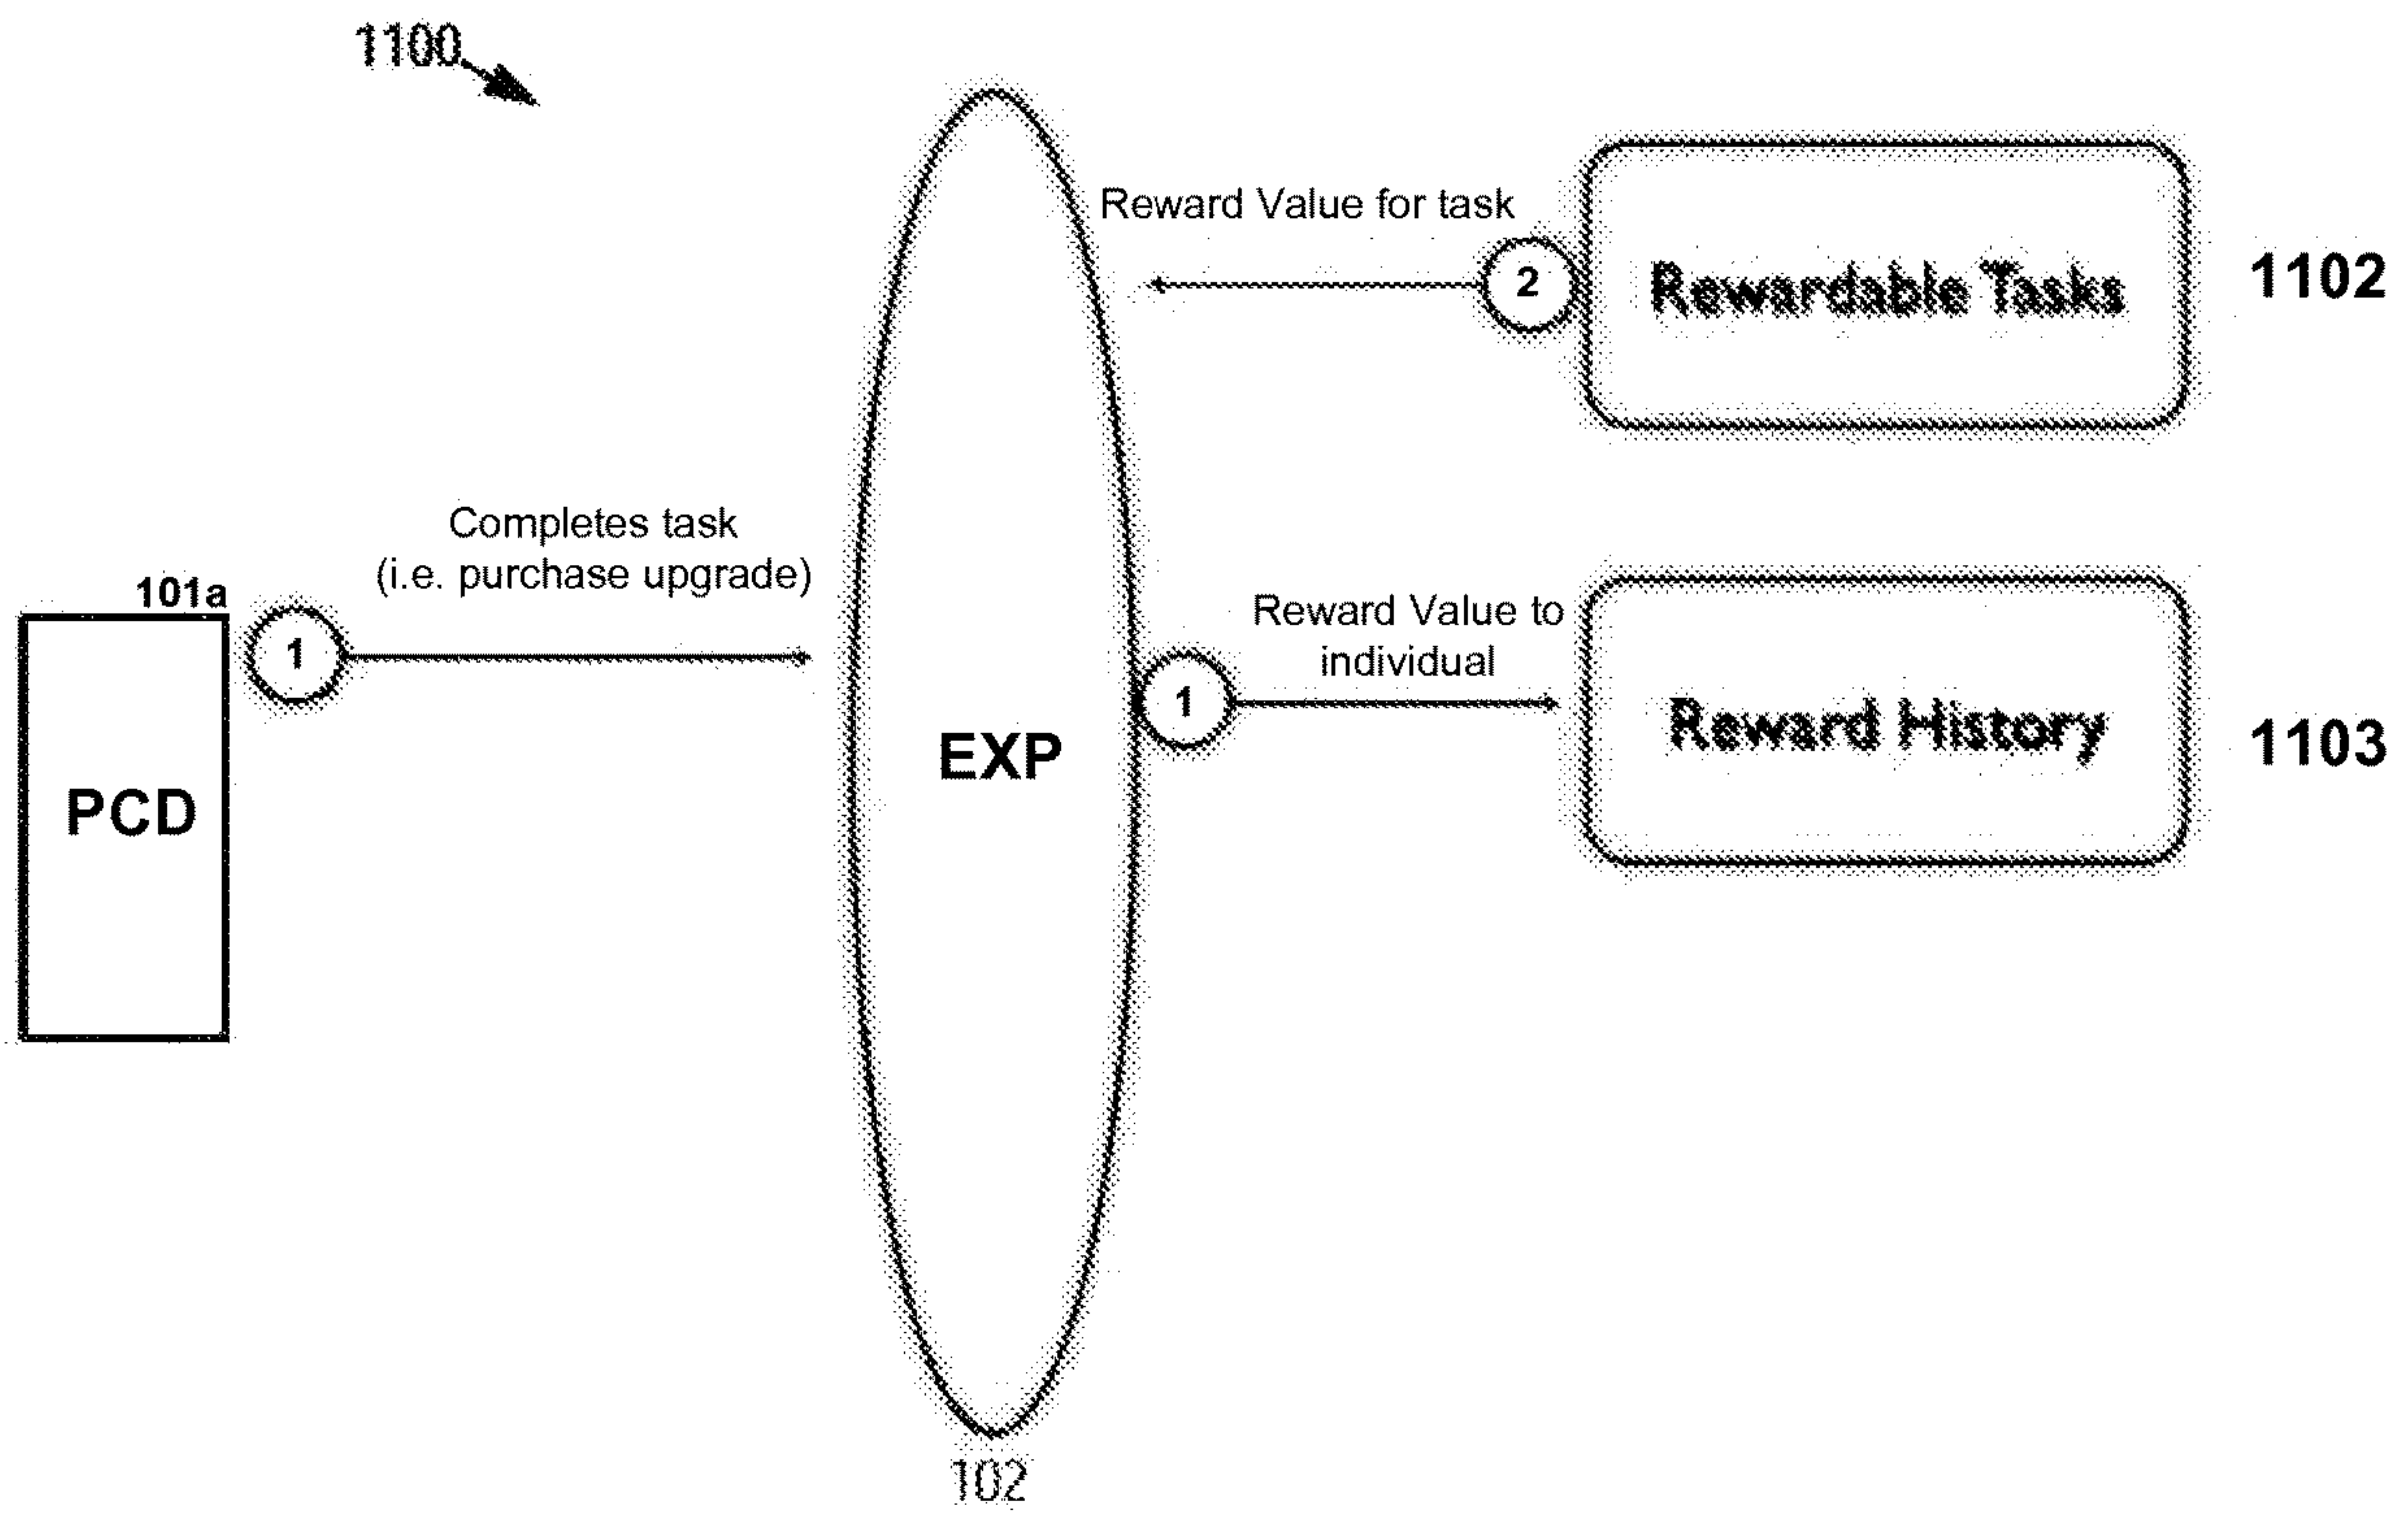 1100
Reward Value for task
2
Rewardable Tasks
1102
Completes task
(i.e. purchase upgrade)
101a
1
PCD
EXP
1
Reward Value to
individual
Reward History
1103
102